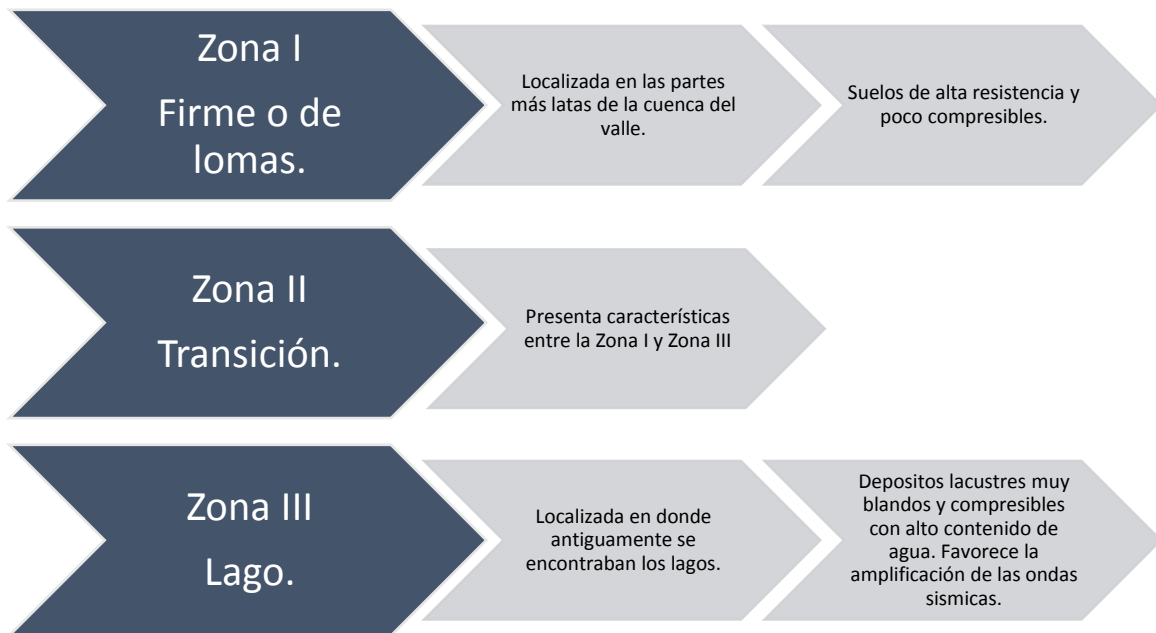 Zona I
Firme o de
lomas.
Localizada en las partes
más latas de la cuenca del
valle.
Suelos de alta resistencia y
poco compresibles.
Zona II
Transición.
Presenta características
entre la Zona I y Zona III
Zona III
Lago.
Localizada en donde
antiguamente se
encontraban los lagos.
Depositos lacustres muy
blandos y compresibles
con alto contenido de
agua. Favorece la
amplificación de las ondas
sismicas.